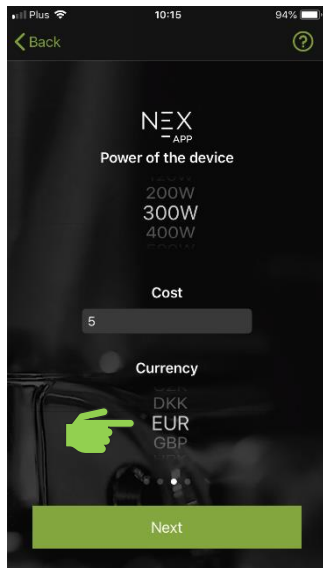 Plus 10:15 94%
Back ?
NEX
APP
Power of the device
200W
300W
400W
Cost
5
Currency
DKK
EUR
GBP
Next